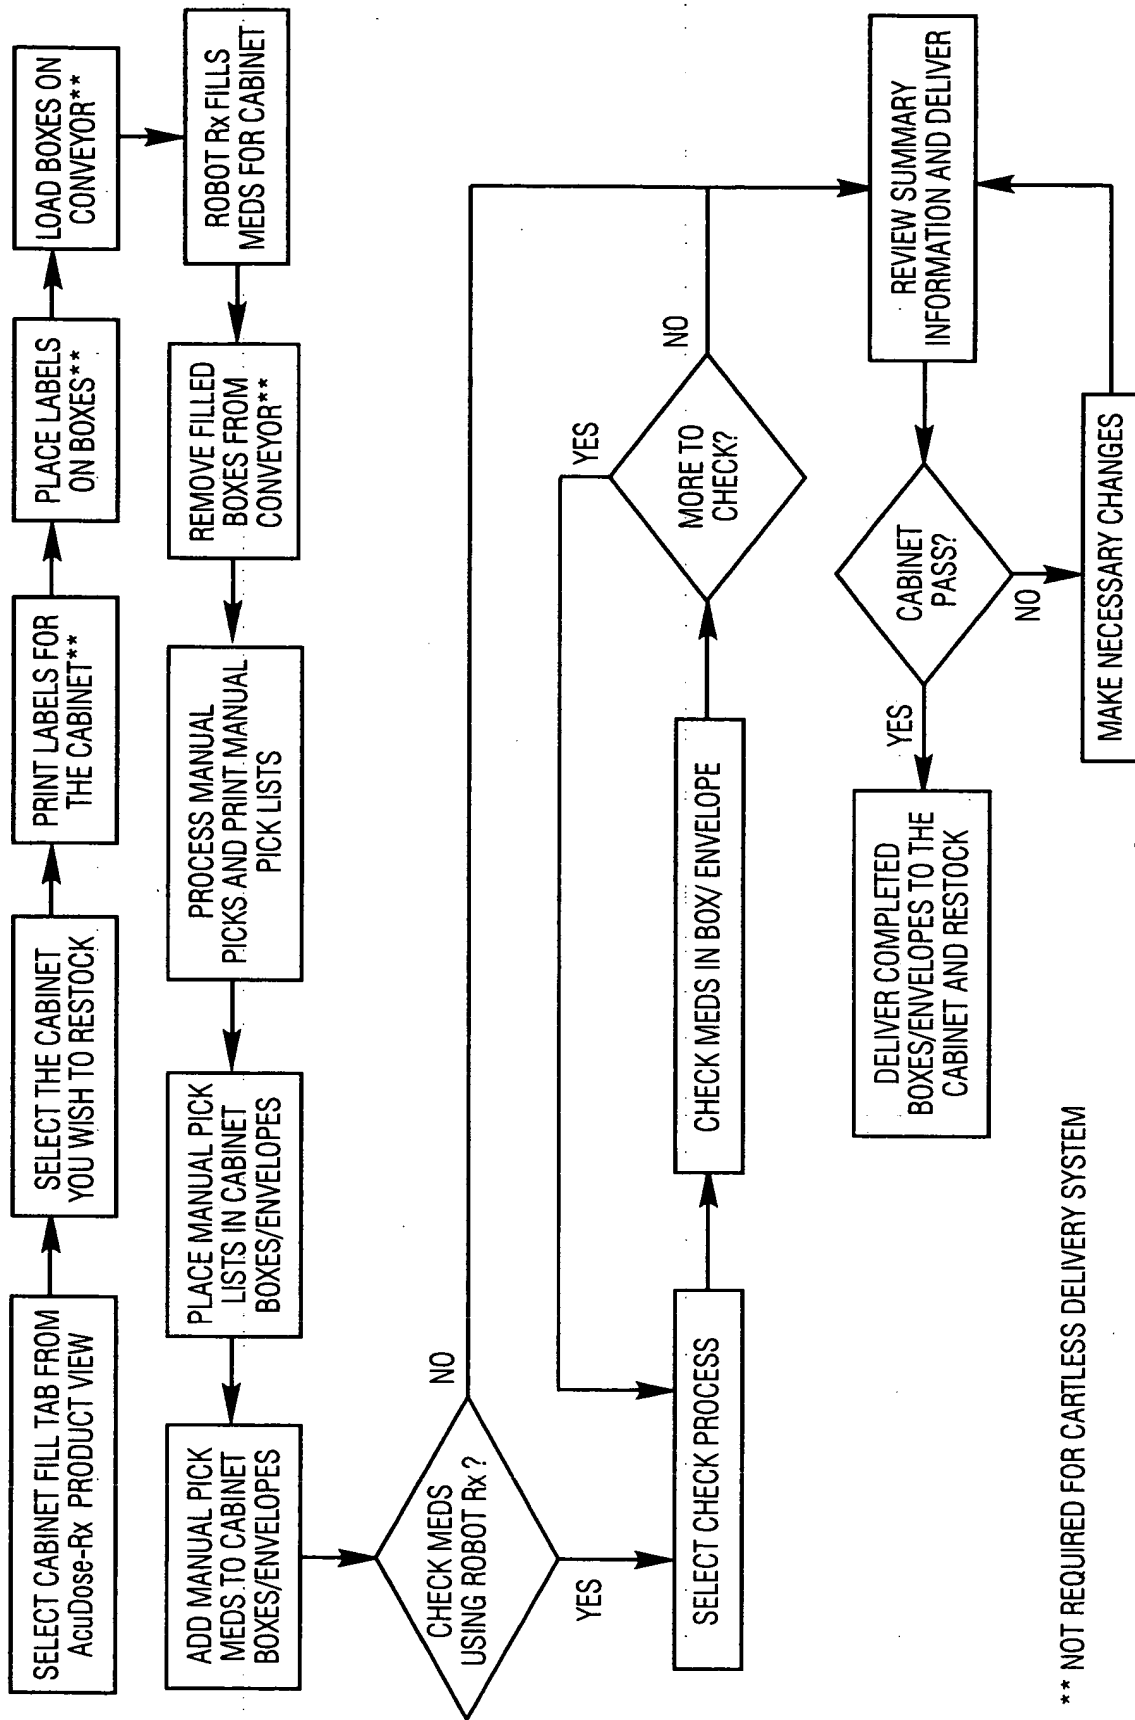 SELECT CABINET FILL TAB FROM
AcuDose-Rx PRODUCT VIEW
SELECT THE CABINET
YOU WISH TO RESTOCK
PRINT LABELS FOR
THE CABINET**
PLACE LABELS
ON BOXES**
LOAD BOXES ON
CONVEYOR**
ROBOT Rx FILLS
MEDS FOR CABINET
REMOVE FILLED
BOXES FROM
CONVEYOR**
PROCESS MANUAL
PICKS AND PRINT MANUAL
PICK LISTS
PLACE MANUAL PICK
LISTS IN CABINET
BOXES/ENVELOPES
ADD MANUAL PICK
MEDS TO CABINET
BOXES/ENVELOPES
CHECK MEDS
USING ROBOT Rx ?
NO
YES
SELECT CHECK PROCESS
CHECK MEDS IN BOX/ ENVELOPE
MORE TO
CHECK?
YES
NO
REVIEW SUMMARY
INFORMATION AND DELIVER
CABINET
PASS?
YES
NO
DELIVER COMPLETED
BOXES/ENVELOPES TO THE
CABINET AND RESTOCK
MAKE NECESSARY CHANGES
** NOT REQUIRED FOR CARTLESS DELIVERY SYSTEM